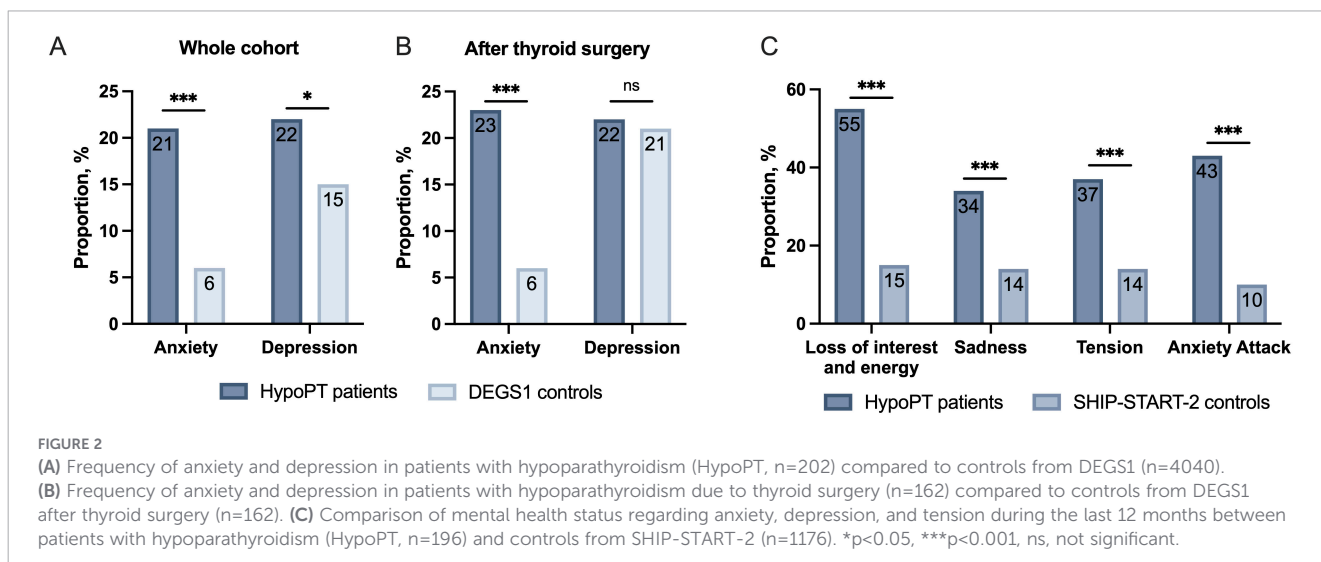 A
Whole cohort
Proportion, %
25
20
15
10
5
0
***
*
21
6
22
15
Anxiety
Depression
B
After thyroid surgery
Proportion, %
25
20
15
10
5
0
***
ns
23
6
22
21
Anxiety
Depression
HypoPT patients
DEGS1 controls
C
Proportion, %
60
40
20
0
***
***
***
***
55
15
34
14
37
14
43
10
Loss of interest
and energy
Sadness
Tension
Anxiety Attack
HypoPT patients
SHIP-START-2 controls
FIGURE 2
(A) Frequency of anxiety and depression in patients with hypoparathyroidism (HypoPT, n=202) compared to controls from DEGS1 (n=4040).
(B) Frequency of anxiety and depression in patients with hypoparathyroidism due to thyroid surgery (n=162) compared to controls from DEGS1
after thyroid surgery (n=162). (C) Comparison of mental health status regarding anxiety, depression, and tension during the last 12 months between
patients with hypoparathyroidism (HypoPT, n=196) and controls from SHIP-START-2 (n=1176). *p<0.05, ***p<0.001, ns, not significant.